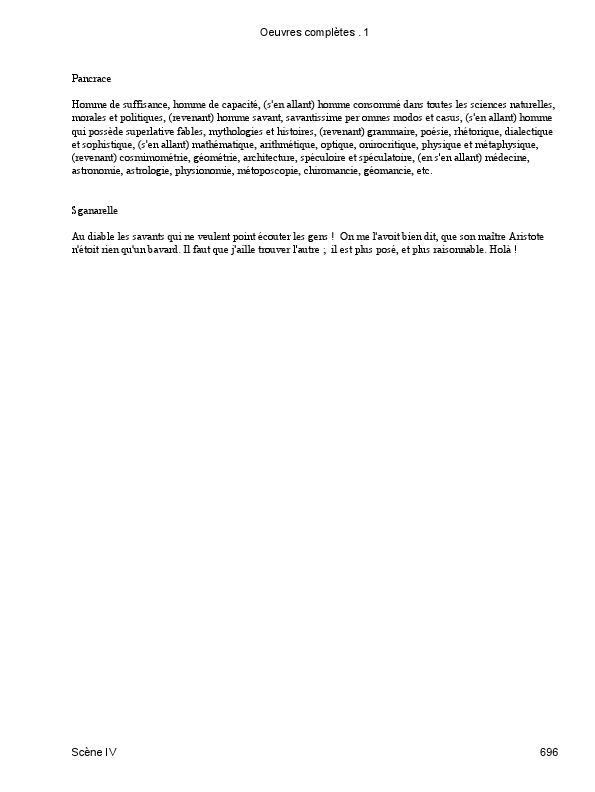 Oeuvres complètes . 1
Pancrace
Homme de suffisance, homme de capacité, (s'en allant) homme consommé dans toutes les sciences naturelles,
morales et politiques, (revenant) homme savant, savantissime per omnes modos et casus, (s'en allant) homme
qui possède superlative fables, mythologies et histoires, (revenant) grammaire, poésie, rhétorique, dialectique
et sophistique, (s'en allant) mathématique, arithmétique, optique, onirocritique, physique et métaphysique,
(revenant) cosmimométrie, géométrie, architecture, spéculoire et spéculatoire, (en s'en allant) médecine,
astronomie, astrologie, physionomie, métoposcopie, chiromancie, géomancie, etc.
Sganarelle
Au diable les savants qui ne veulent point écouter les gens ! On me l'avoit bien dit, que son maître Aristote
n'étoit rien qu'un bavard. Il faut que j'aille trouver l'autre ; il est plus posé, et plus raisonnable. Holà !
Scène IV 696